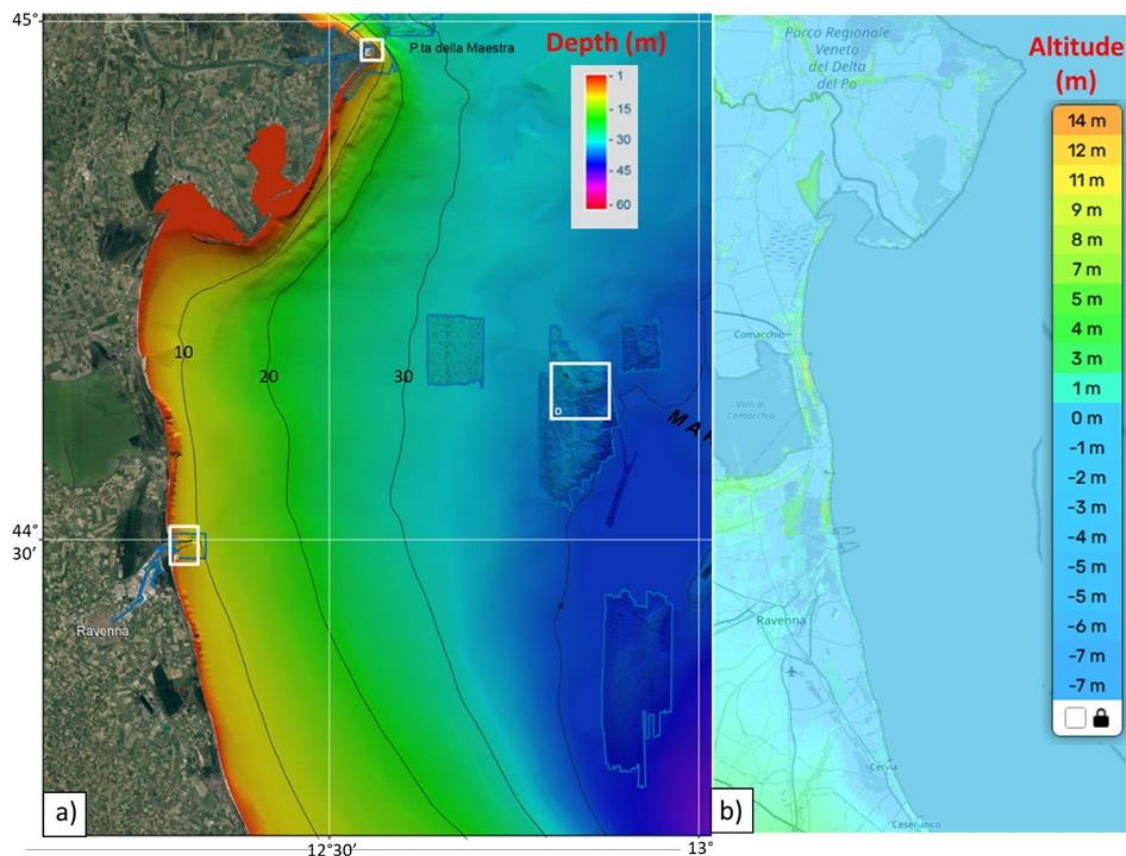 45°
P.ta della Maestra
E
Depth (m)
1
15
30
45
60
10
20
30
D
MAR
44°
30'
F
Ravenna
a)
12°30'
13°
Parco Regionale
Veneto
del Delta
del Po
Comacchio
Valli di
Comacchio
Ravenna
Cervia
Cesenatico
b)
Altitude
(m)
14 m
12 m
11 m
9 m
8 m
7 m
5 m
4 m
3 m
1 m
0 m
-1 m
-2 m
-3 m
-4 m
-5 m
-5 m
-6 m
-7 m
-7 m